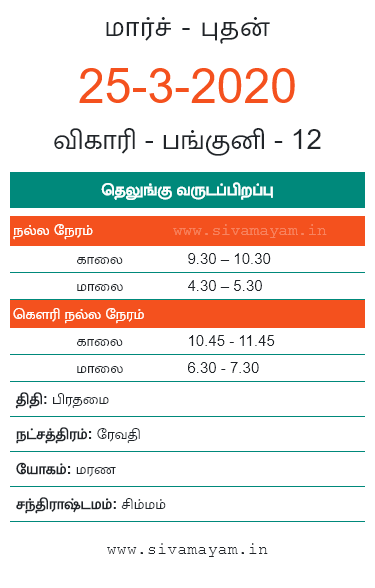 மார்ச் - புதன்
25-3-2020
விகாரி - பங்குனி - 12
தெலுங்கு வருடப்பிறப்பு
நல்ல நேரம் www.sivamayam.in
காலை 9.30 – 10.30
மாலை 4.30 – 5.30
கௌரி நல்ல நேரம்
காலை 10.45 - 11.45
மாலை 6.30 - 7.30
திதி: பிரதமை
நட்சத்திரம்: ரேவதி
யோகம்: மரண
சந்திராஷ்டமம்: சிம்மம்
www.sivamayam.in